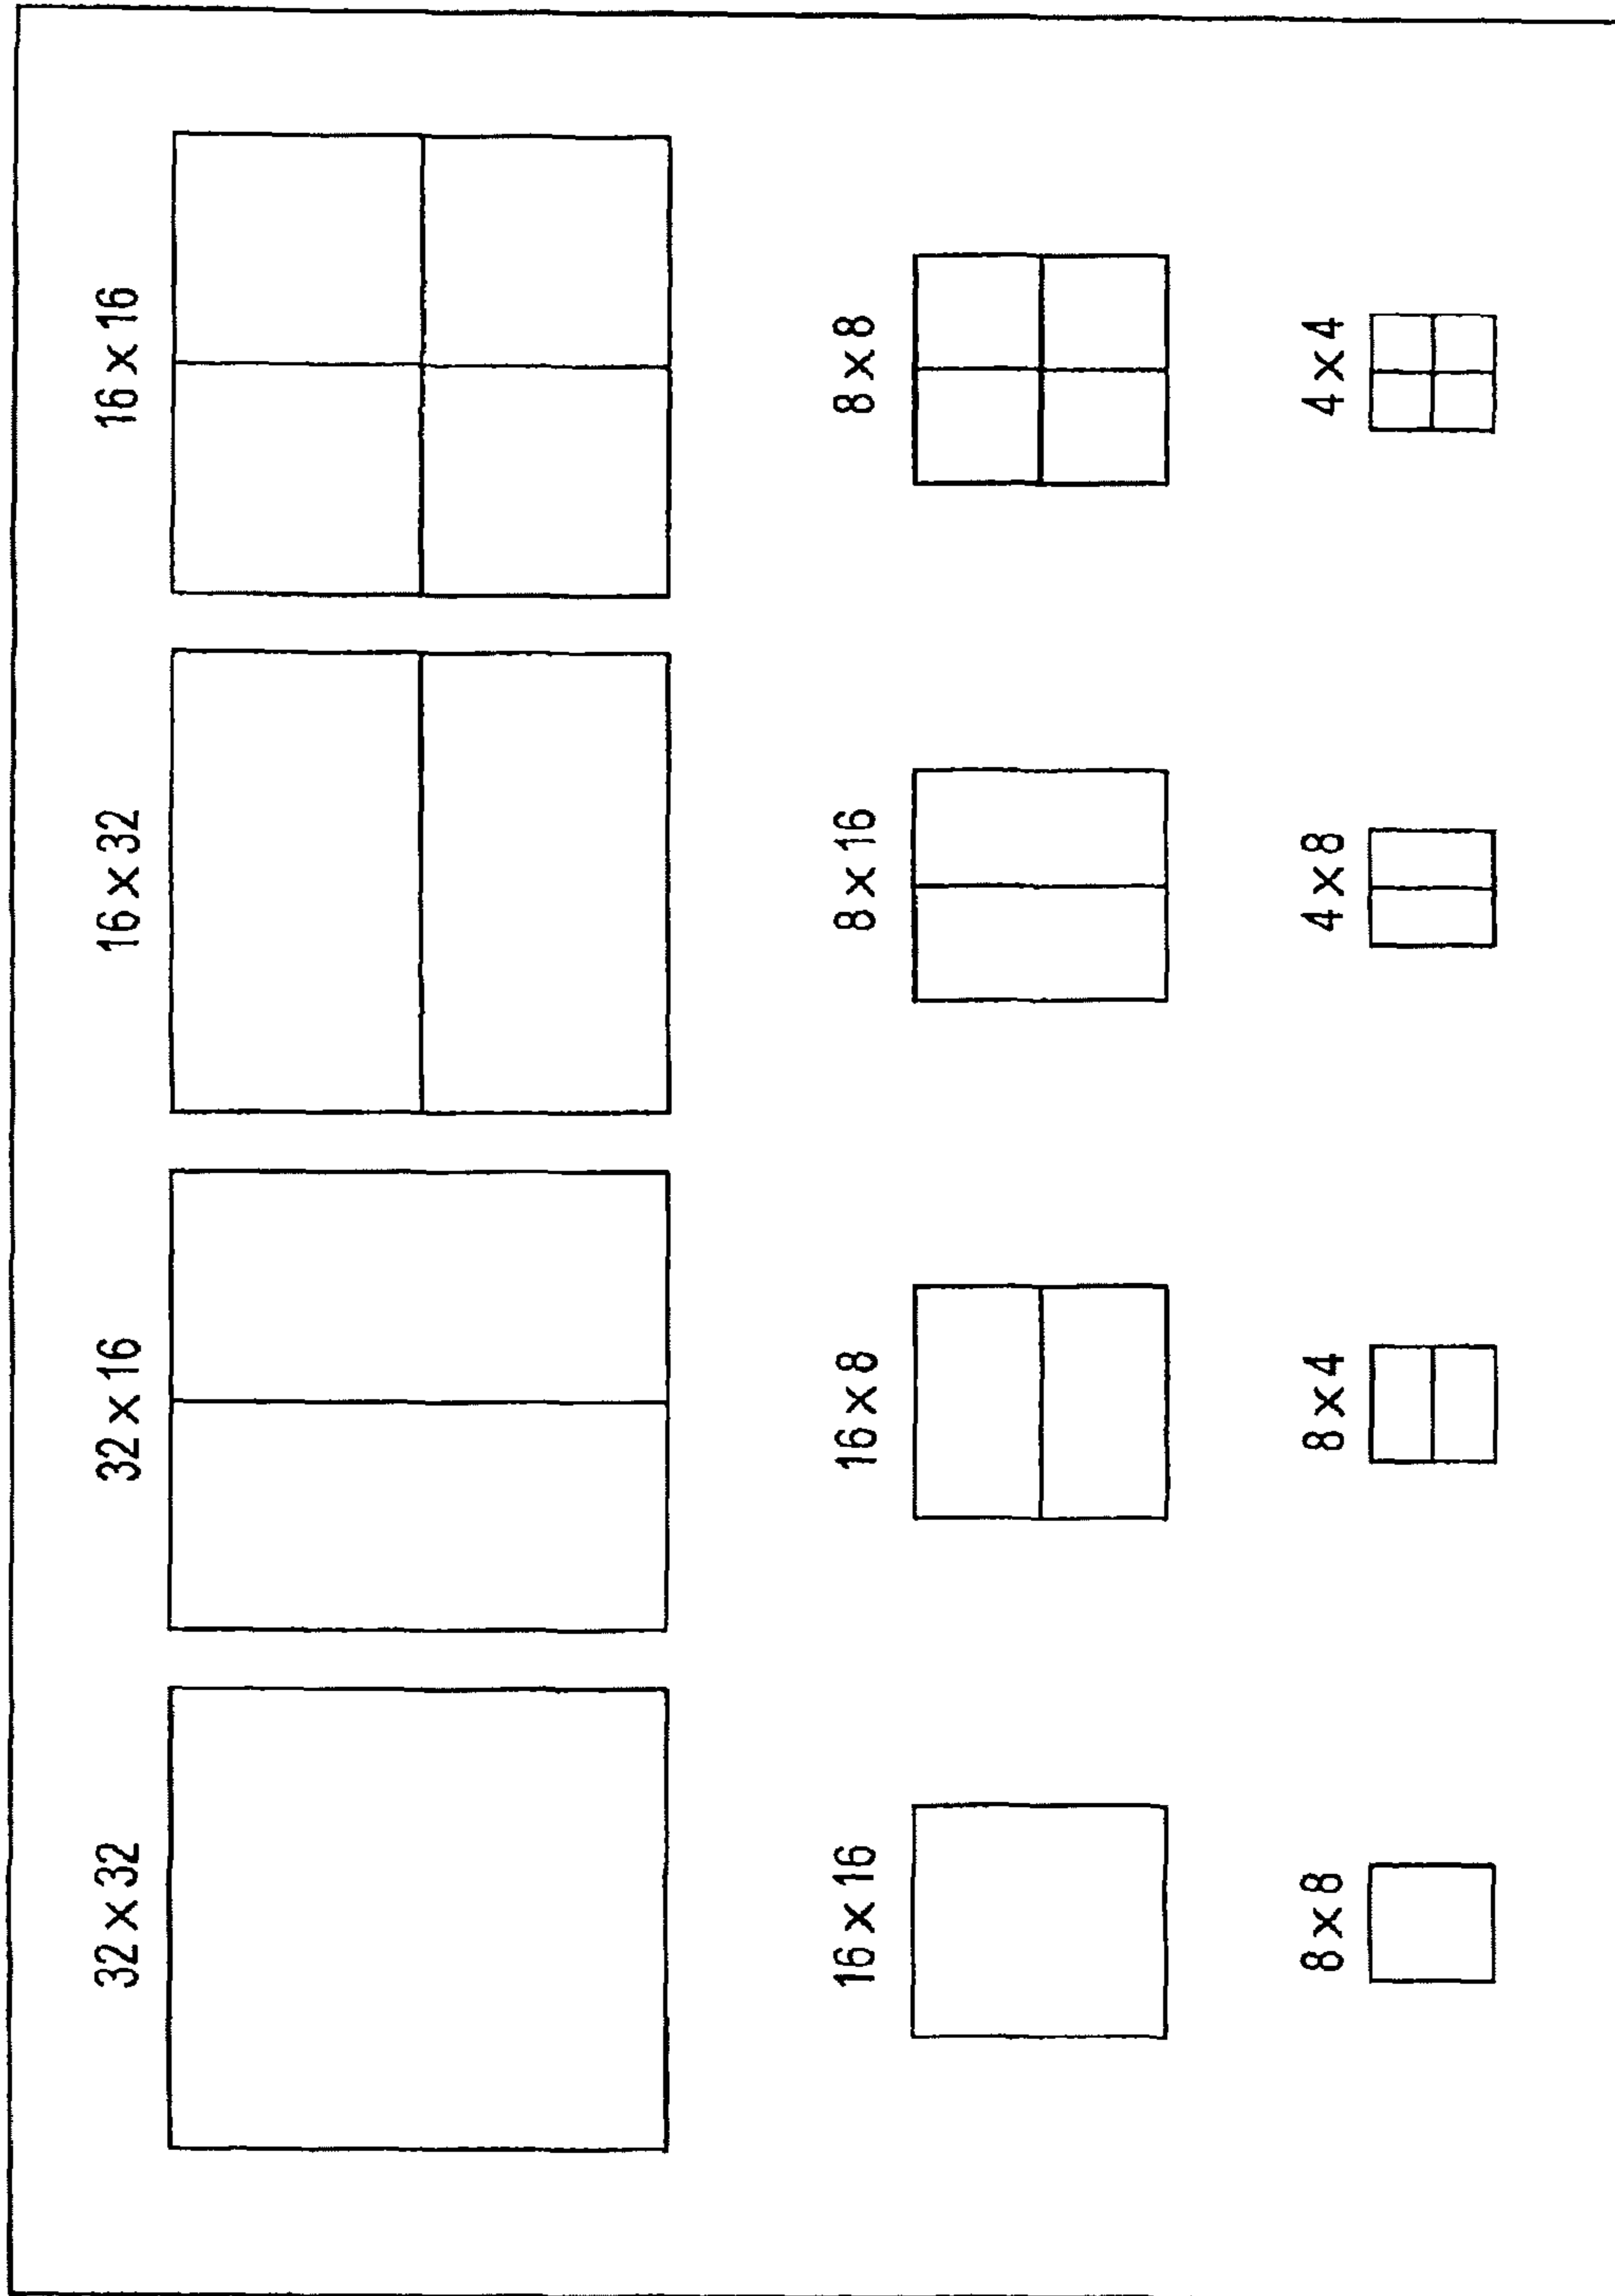 32 × 32
32 × 16
16 × 32
16 × 16
16 × 16
16 × 8
8 × 16
8 × 8
8 × 8
8 × 4
4 × 8
4 × 4